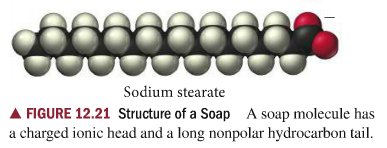 Sodium stearate
▲ FIGURE 12.21 Structure of a Soap A soap molecule has
a charged ionic head and a long nonpolar hydrocarbon tail.